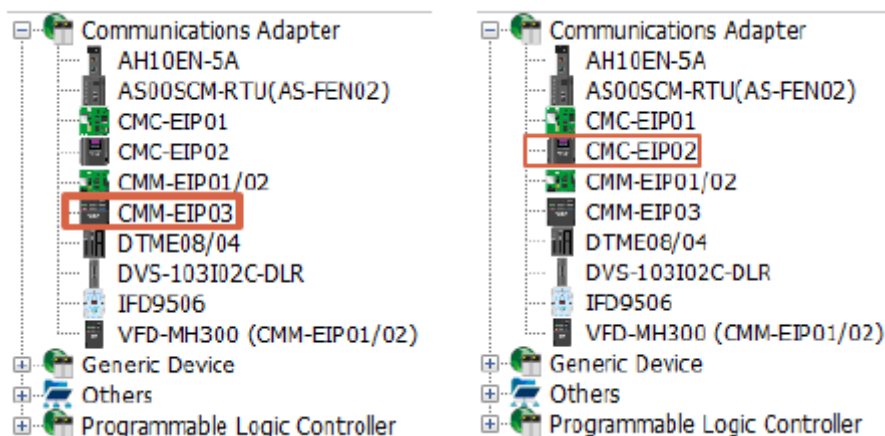 Communications Adapter
AH10EN-5A
AS00SCM-RTU(AS-FEN02)
CMC-EIP01
CMC-EIP02
CMM-EIP01/02
CMM-EIP03
DTME08/04
DVS-103I02C-DLR
IFD9506
VFD-MH300 (CMM-EIP01/02)
Generic Device
Others
Programmable Logic Controller
Communications Adapter
AH10EN-5A
AS00SCM-RTU(AS-FEN02)
CMC-EIP01
CMC-EIP02
CMM-EIP01/02
CMM-EIP03
DTME08/04
DVS-103I02C-DLR
IFD9506
VFD-MH300 (CMM-EIP01/02)
Generic Device
Others
Programmable Logic Controller